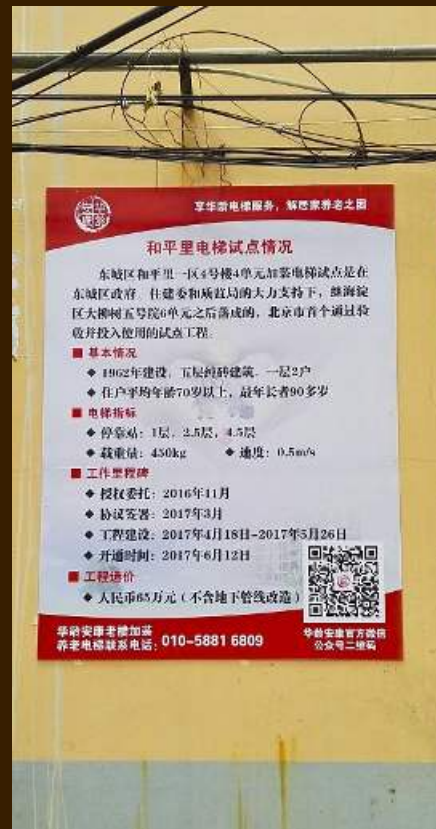 享华龄电梯服务，解居家养老之困
和平里电梯试点情况
东城区和平里一区4号楼4单元加装电梯试点是在
东城区政府、住建委和质监局的大力支持下，继海淀
区大柳树五号院6单元之后落成的，北京市首个通过验
收并投入使用的试点工程。
■ 基本情况
◆ 1962年建设，五层纯砖建筑，一层2户
◆ 住户平均年龄70岁以上，最年长者90多岁
■ 电梯指标
◆ 停靠站：1层，2.5层，4.5层
◆ 载重量：450kg ◆ 速度：0.5m/s
■ 工作里程碑
◆ 授权委托：2016年11月
◆ 协议签署：2017年3月
◆ 工程建设：2017年4月18日-2017年5月26日
◆ 开通时间：2017年6月12日
■ 工程造价
◆ 人民币65万元（不含地下管线改造）
华龄安康老楼加装
养老电梯联系电话：010-5881 6809
华龄安康官方微信
公众号二维码